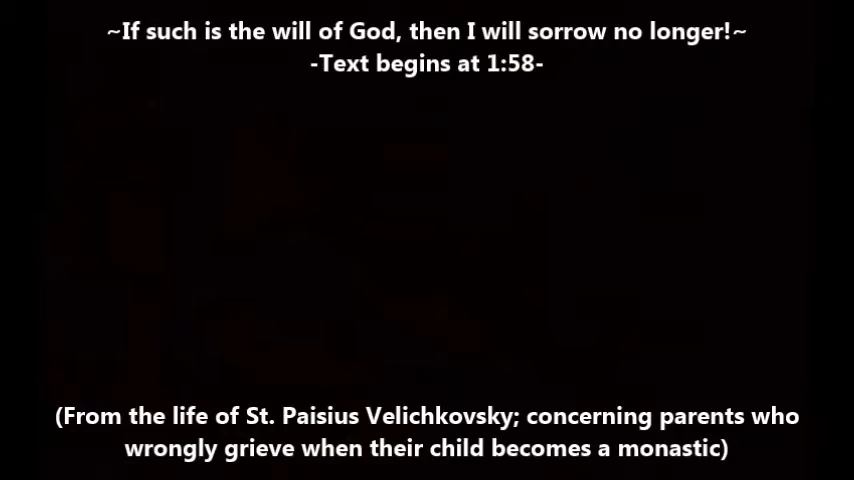 ~If such is the will of God, then I will sorrow no longer!~
-Text begins at 1:58-
(From the life of St. Paisius Velichkovsky; concerning parents who
wrongly grieve when their child becomes a monastic)